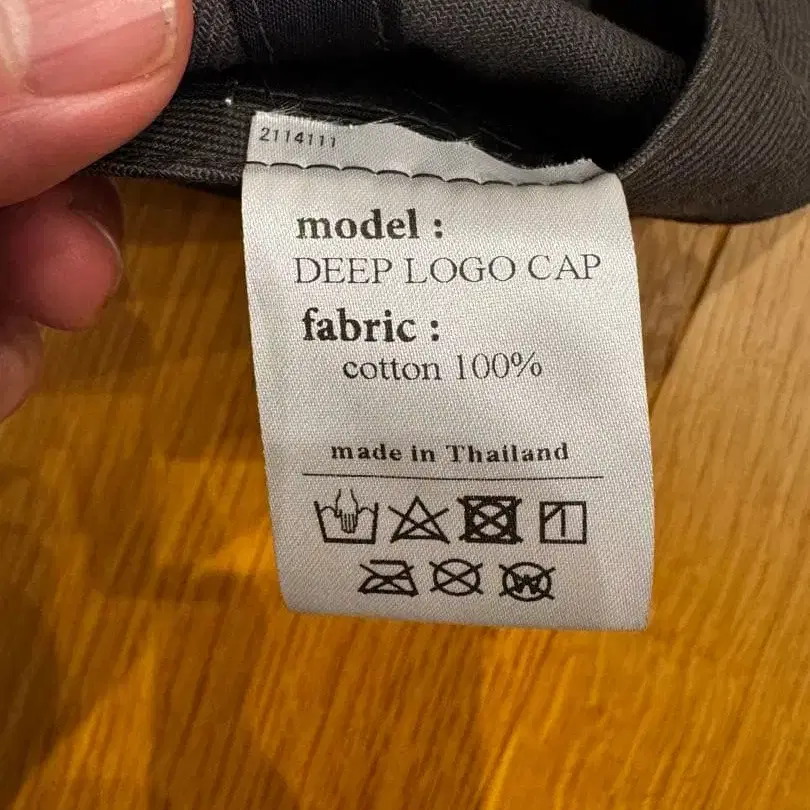 2114111
model :
DEEP LOGO CAP
fabric :
cotton 100%
made in Thailand
W